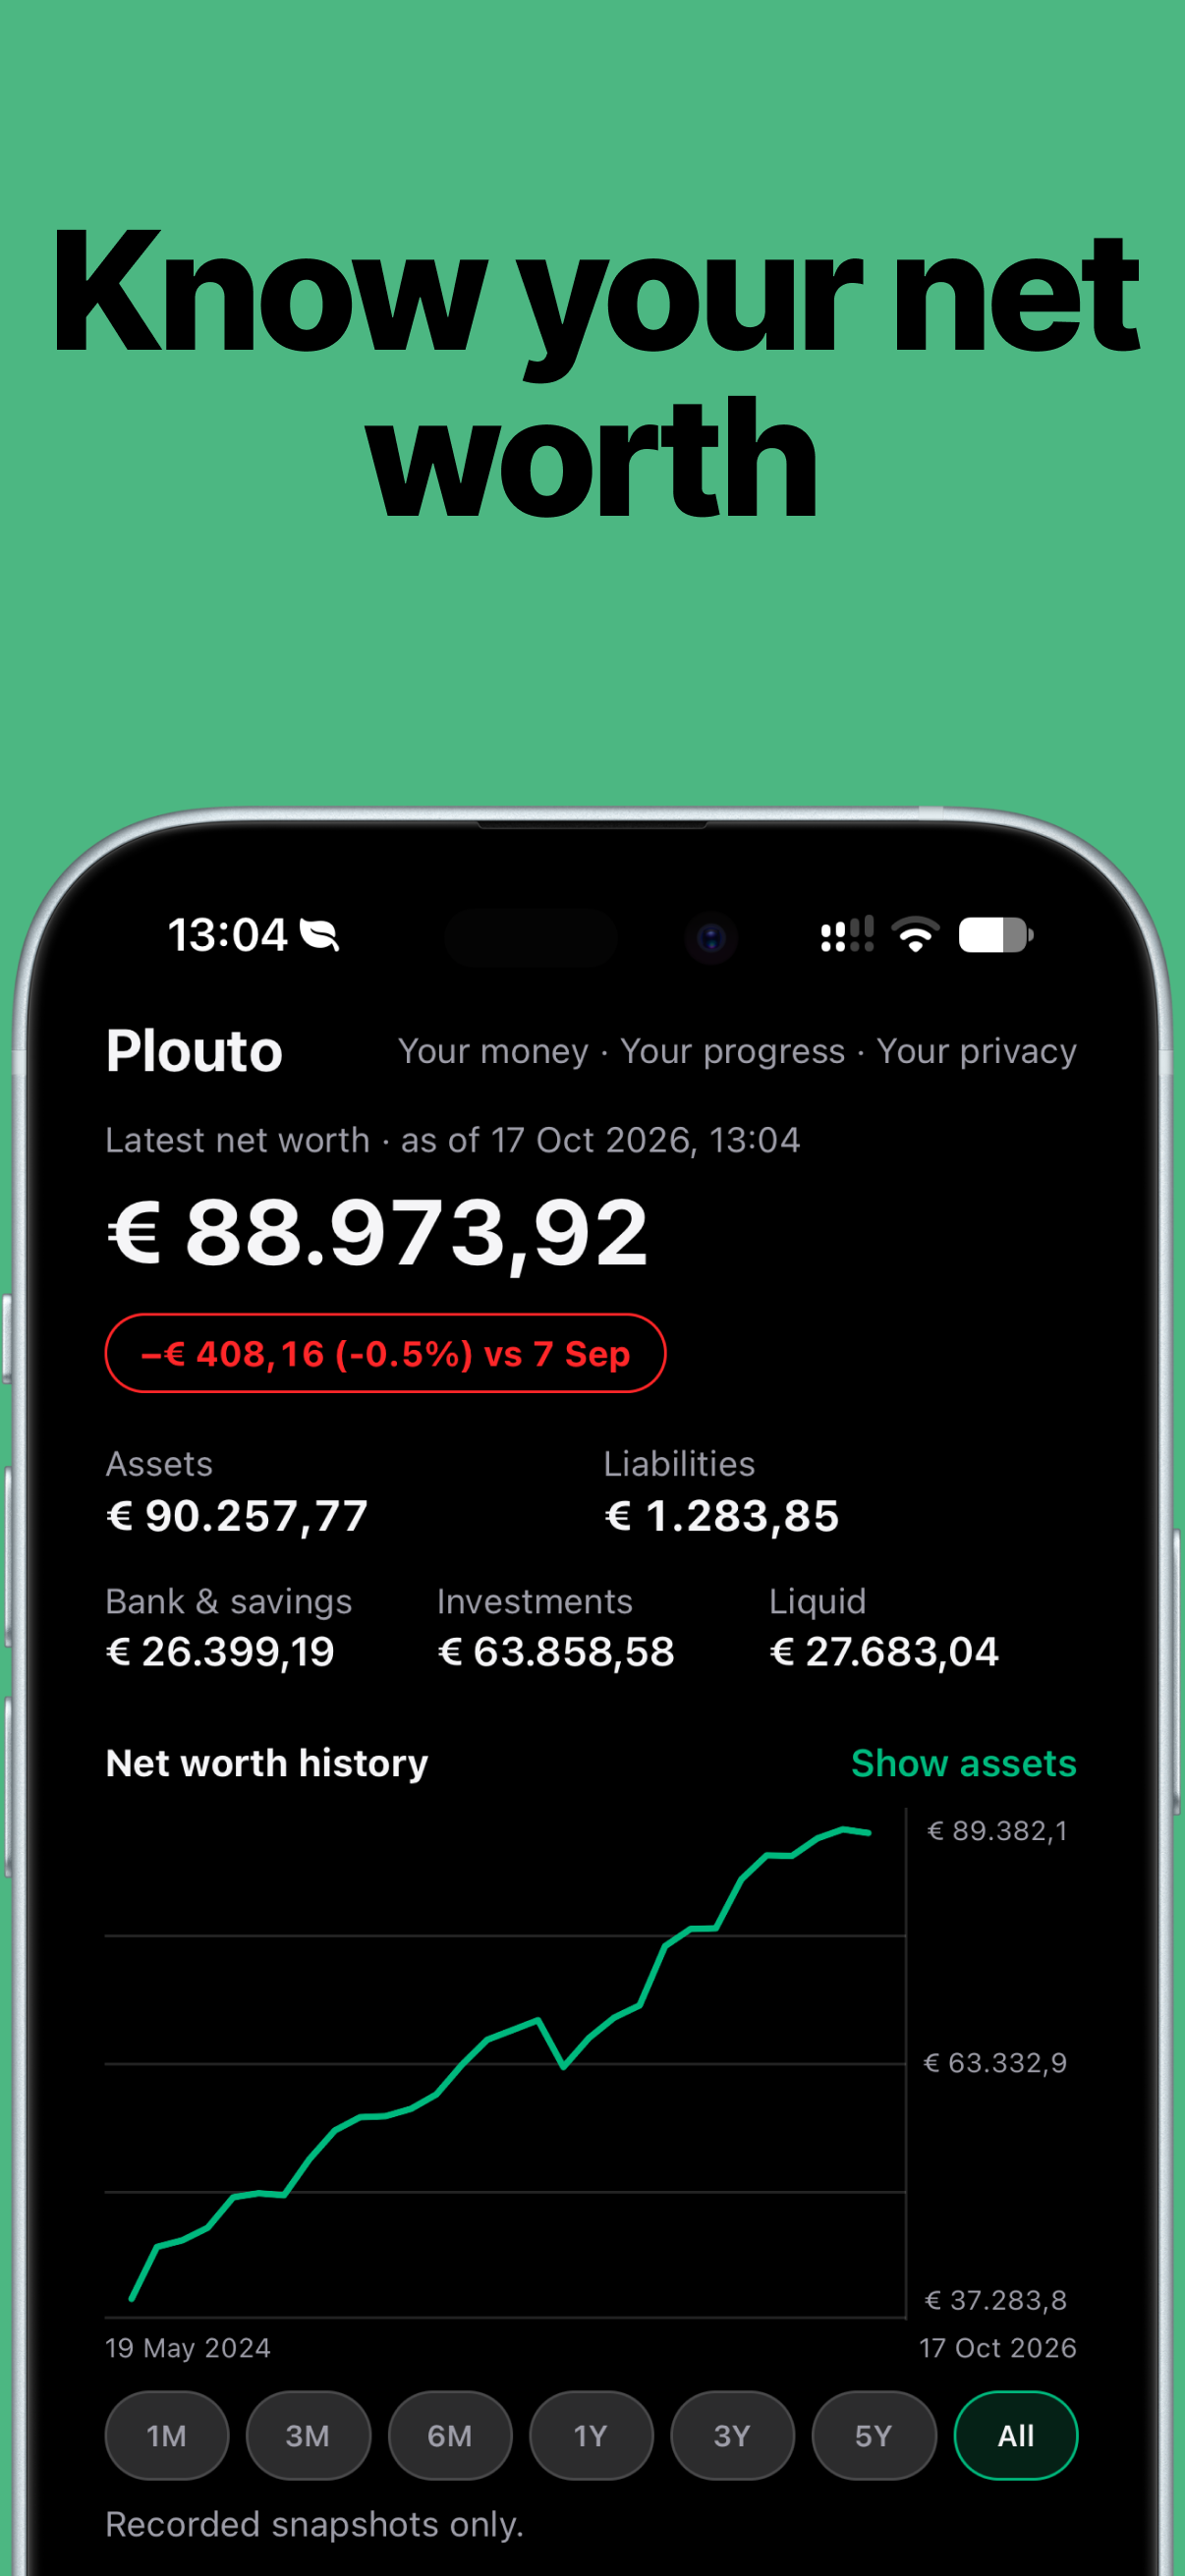 Know your net
worth
13:04
Plouto
Your money · Your progress · Your privacy
Latest net worth · as of 17 Oct 2026, 13:04
€ 88.973,92
−€ 408,16 (-0.5%) vs 7 Sep
Assets
Liabilities
€ 90.257,77
€ 1.283,85
Bank & savings
Investments
Liquid
€ 26.399,19
€ 63.858,58
€ 27.683,04
Net worth history
Show assets
€ 89.382,1
€ 63.332,9
€ 37.283,8
19 May 2024
17 Oct 2026
1M
3M
6M
1Y
3Y
5Y
All
Recorded snapshots only.